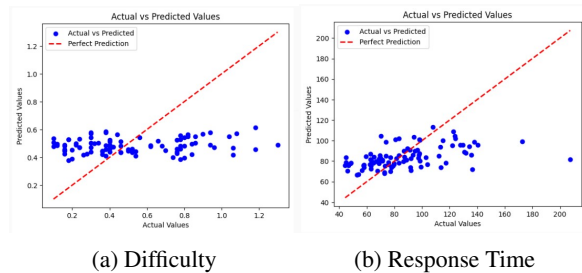 Actual vs Predicted Values
Actual vs Predicted
Perfect Prediction
Predicted Values
1.2
1.0
0.8
0.6
0.4
0.2
0.2 0.4 0.6 0.8 1.0 1.2
Actual Values
(a) Difficulty
Actual vs Predicted Values
Actual vs Predicted
Perfect Prediction
Predicted Values
200
180
160
140
120
100
80
60
40
40 60 80 100 120 140 160 180 200
Actual Values
(b) Response Time